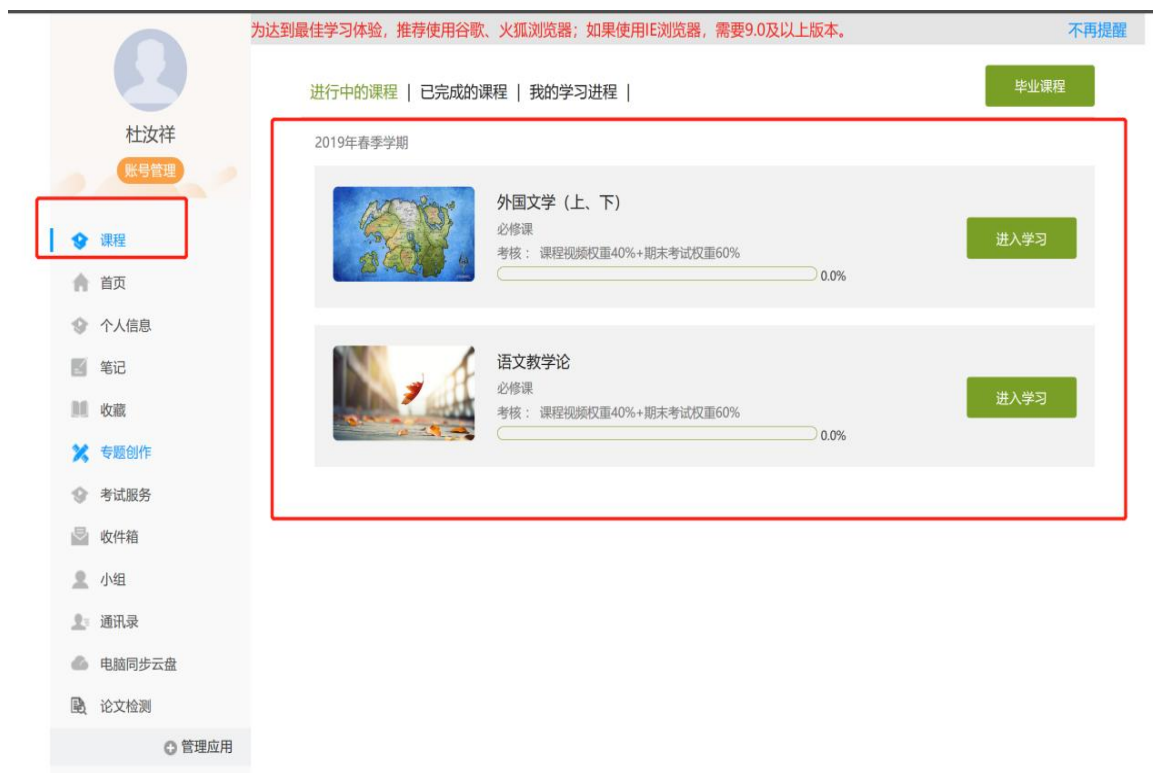 为达到最佳学习体验，推荐使用谷歌、火狐浏览器；如果使用IE浏览器，需要9.0及以上版本。 不再提醒
杜汝祥
账号管理
课程
首页
个人信息
笔记
收藏
专题创作
考试服务
收件箱
小组
通讯录
电脑同步云盘
论文检测
管理应用
进行中的课程 | 已完成的课程 | 我的学习进程 |
毕业课程
2019年春季学期
外国文学（上、下）
必修课
考核： 课程视频权重40%+期末考试权重60%
0.0%
进入学习
语文教学论
必修课
考核： 课程视频权重40%+期末考试权重60%
0.0%
进入学习